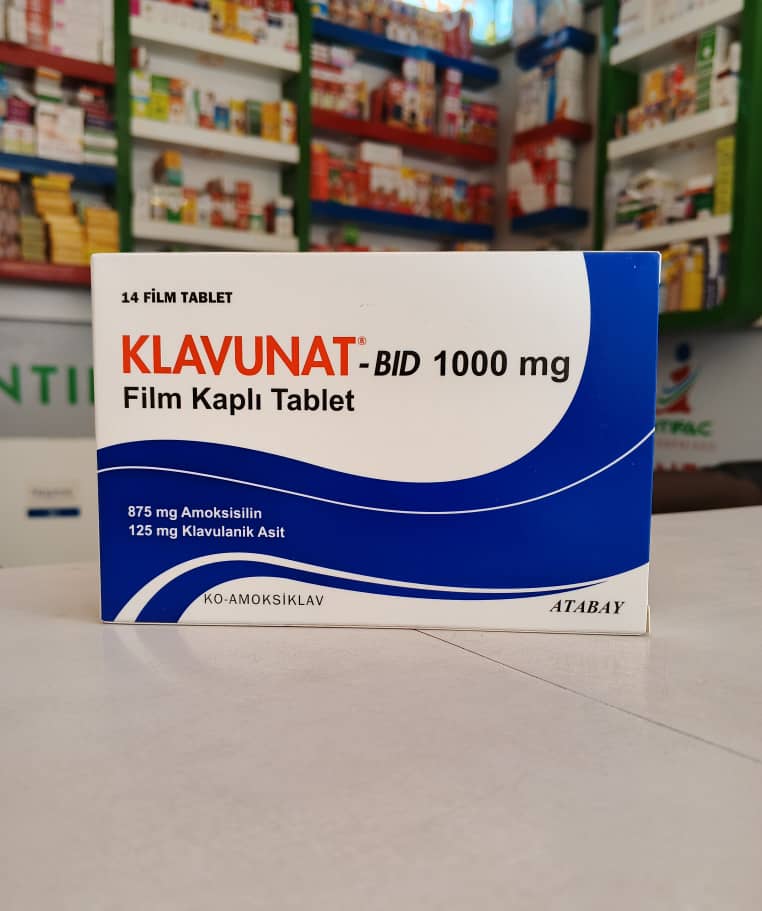 14 FİLM TABLET
KLAVUNAT®-BID 1000 mg
Film Kaplı Tablet
875 mg Amoksisilin
125 mg Klavulanik Asit
KO-AMOKSİKLAV
ATABAY